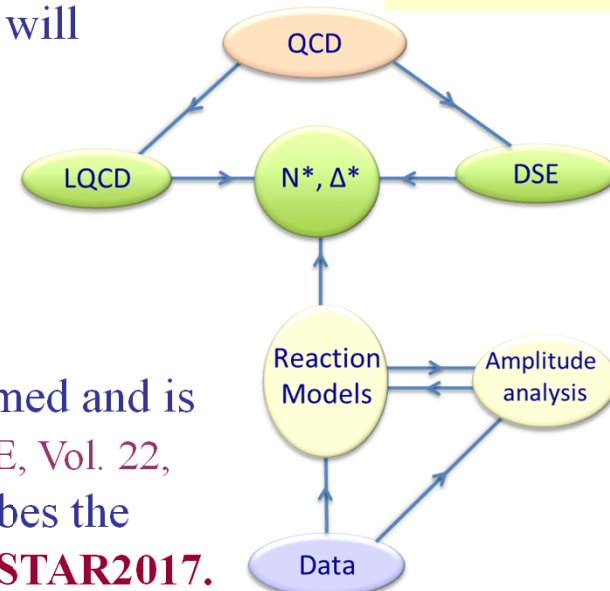 will
QCD
LQCD
N*, Δ*
DSE
Reaction
Models
Amplitude
analysis
med and is
E, Vol. 22,
bes the
STAR2017.
Data